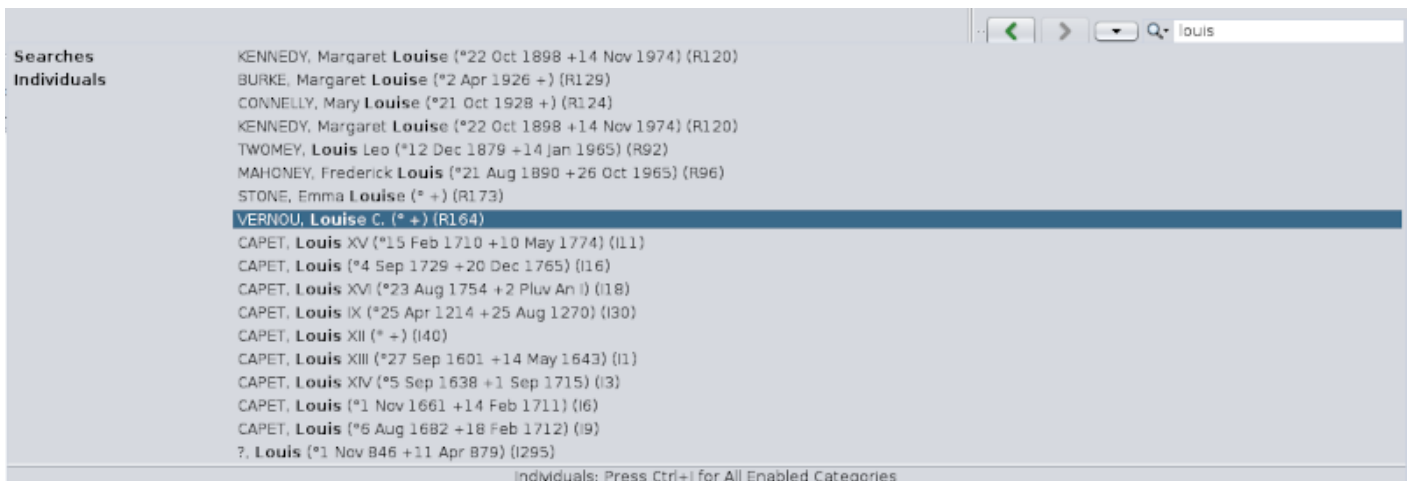 louis
Searches KENNEDY, Margaret Louise (°22 Oct 1898 +14 Nov 1974) (R120)
Individuals BURKE, Margaret Louise (°2 Apr 1926 +) (R129)
CONNELLY, Mary Louise (°21 Oct 1928 +) (R124)
KENNEDY, Margaret Louise (°22 Oct 1898 +14 Nov 1974) (R120)
TWOMEY, Louis Leo (°12 Dec 1879 +14 Jan 1965) (R92)
MAHONEY, Frederick Louis (°21 Aug 1890 +26 Oct 1965) (R96)
STONE, Emma Louise (° +) (R173)
VERNOU, Louise C. (° +) (R164)
CAPET, Louis XV (°15 Feb 1710 +10 May 1774) (I11)
CAPET, Louis (°4 Sep 1729 +20 Dec 1765) (I16)
CAPET, Louis XVI (°23 Aug 1754 +2 Pluv An I) (I18)
CAPET, Louis IX (°25 Apr 1214 +25 Aug 1270) (I30)
CAPET, Louis XII (° +) (I40)
CAPET, Louis XIII (°27 Sep 1601 +14 May 1643) (I1)
CAPET, Louis XIV (°5 Sep 1638 +1 Sep 1715) (I3)
CAPET, Louis (°1 Nov 1661 +14 Feb 1711) (I6)
CAPET, Louis (°6 Aug 1682 +18 Feb 1712) (I9)
?, Louis (°1 Nov 846 +11 Apr 879) (I295)
Individuals; Press Ctrl+I for All Enabled Categories